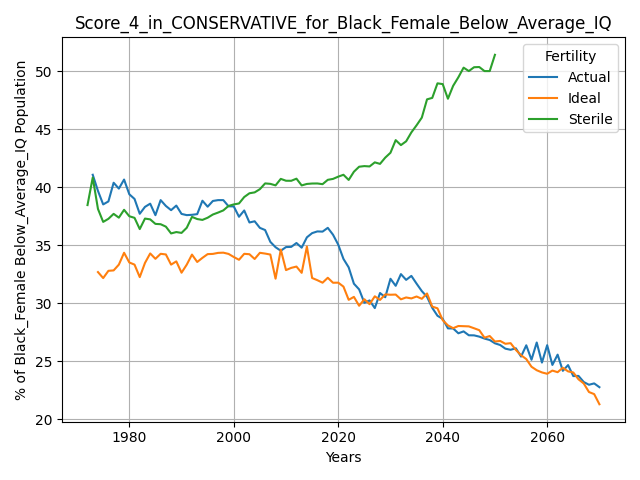 Score_4_in_CONSERVATIVE_for_Black_Female_Below_Average_IQ
% of Black_Female Below_Average_IQ Population
50
45
40
35
30
25
20
Fertility
Actual
Ideal
Sterile
1980
2000
2020
2040
2060
Years